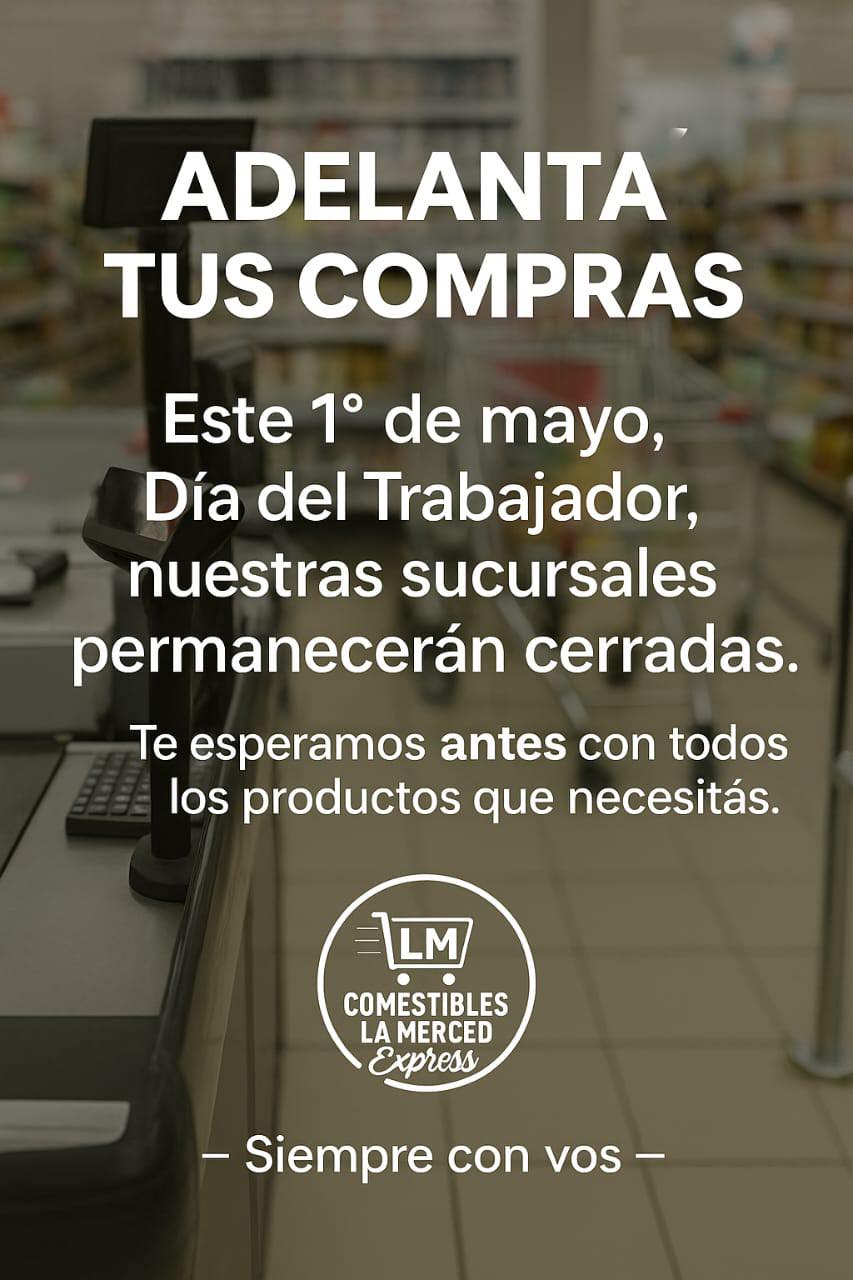 ADELANTA
TUS COMPRAS
Este 1° de mayo,
Día del Trabajador,
nuestras sucursales
permanecerán cerradas.
Te esperamos antes con todos
los productos que necesitás.
LM
COMESTIBLES
LA MERCED
Express
– Siempre con vos –